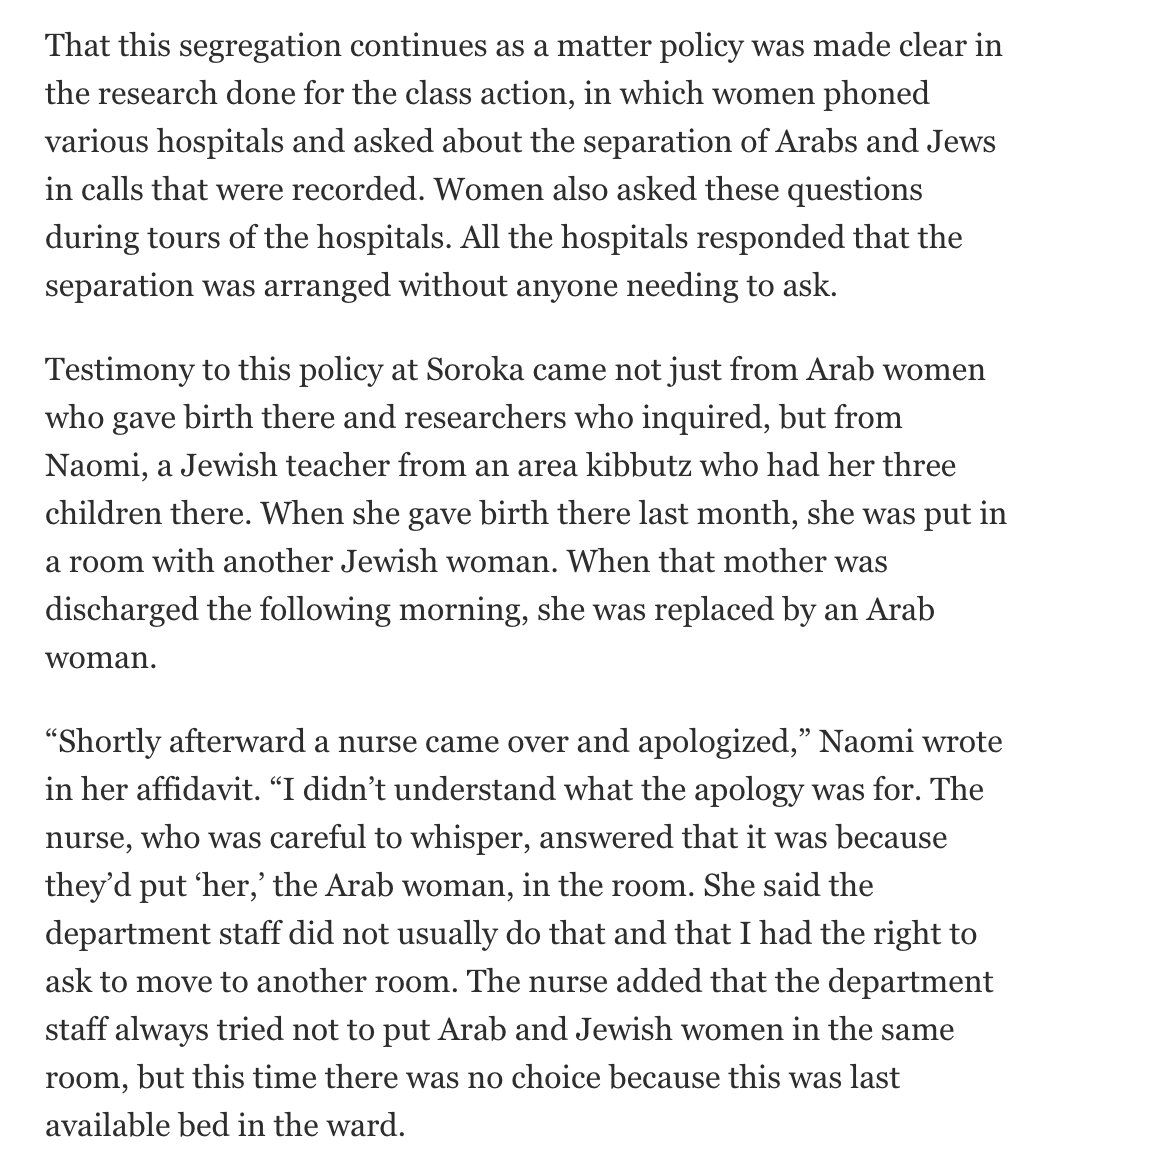 That this segregation continues as a matter policy was made clear in
the research done for the class action, in which women phoned
various hospitals and asked about the separation of Arabs and Jews
in calls that were recorded. Women also asked these questions
during tours of the hospitals. All the hospitals responded that the
separation was arranged without anyone needing to ask.
Testimony to this policy at Soroka came not just from Arab women
who gave birth there and researchers who inquired, but from
Naomi, a Jewish teacher from an area kibbutz who had her three
children there. When she gave birth there last month, she was put in
a room with another Jewish woman. When that mother was
discharged the following morning, she was replaced by an Arab
woman.
“Shortly afterward a nurse came over and apologized,” Naomi wrote
in her affidavit. “I didn’t understand what the apology was for. The
nurse, who was careful to whisper, answered that it was because
they’d put ‘her,’ the Arab woman, in the room. She said the
department staff did not usually do that and that I had the right to
ask to move to another room. The nurse added that the department
staff always tried not to put Arab and Jewish women in the same
room, but this time there was no choice because this was last
available bed in the ward.